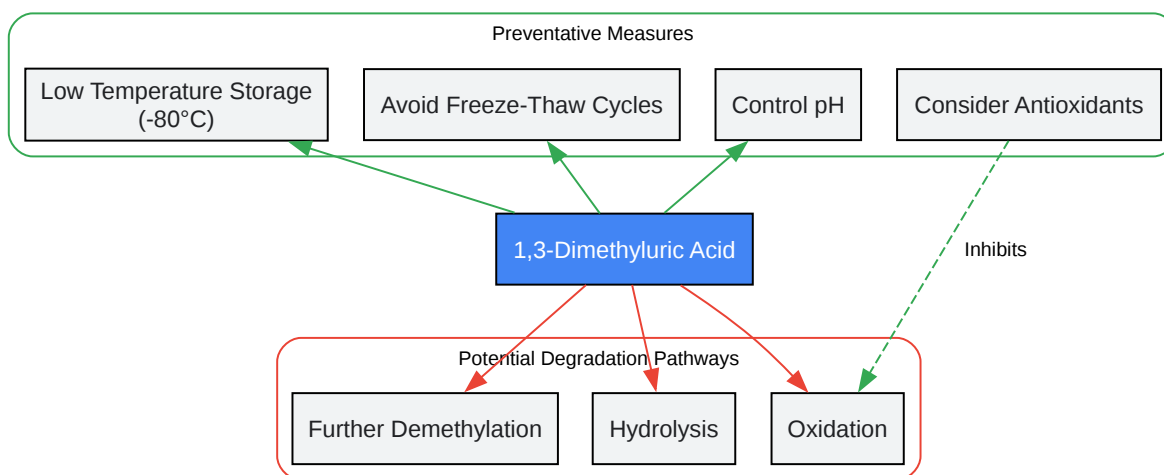 Preventative Measures
Low Temperature Storage
(-80°C)
Avoid Freeze-Thaw Cycles
Control pH
Consider Antioxidants
1,3-Dimethyluric Acid
Inhibits
Potential Degradation Pathways
Further Demethylation
Hydrolysis
Oxidation